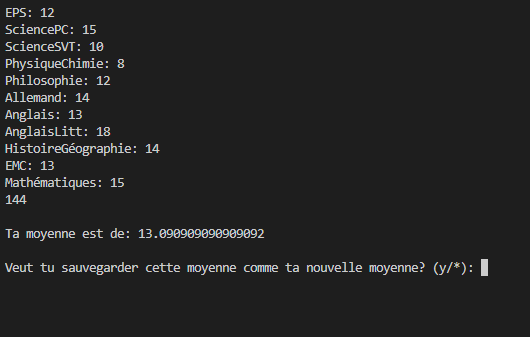 EPS: 12
SciencePC: 15
ScienceSVT: 10
PhysiqueChimie: 8
Philosophie: 12
Allemand: 14
Anglais: 13
AnglaisLitt: 18
HistoireGéographie: 14
EMC: 13
Mathématiques: 15
144
Ta moyenne est de: 13.090909090909092
Veut tu sauvegarder cette moyenne comme ta nouvelle moyenne? (y/*):